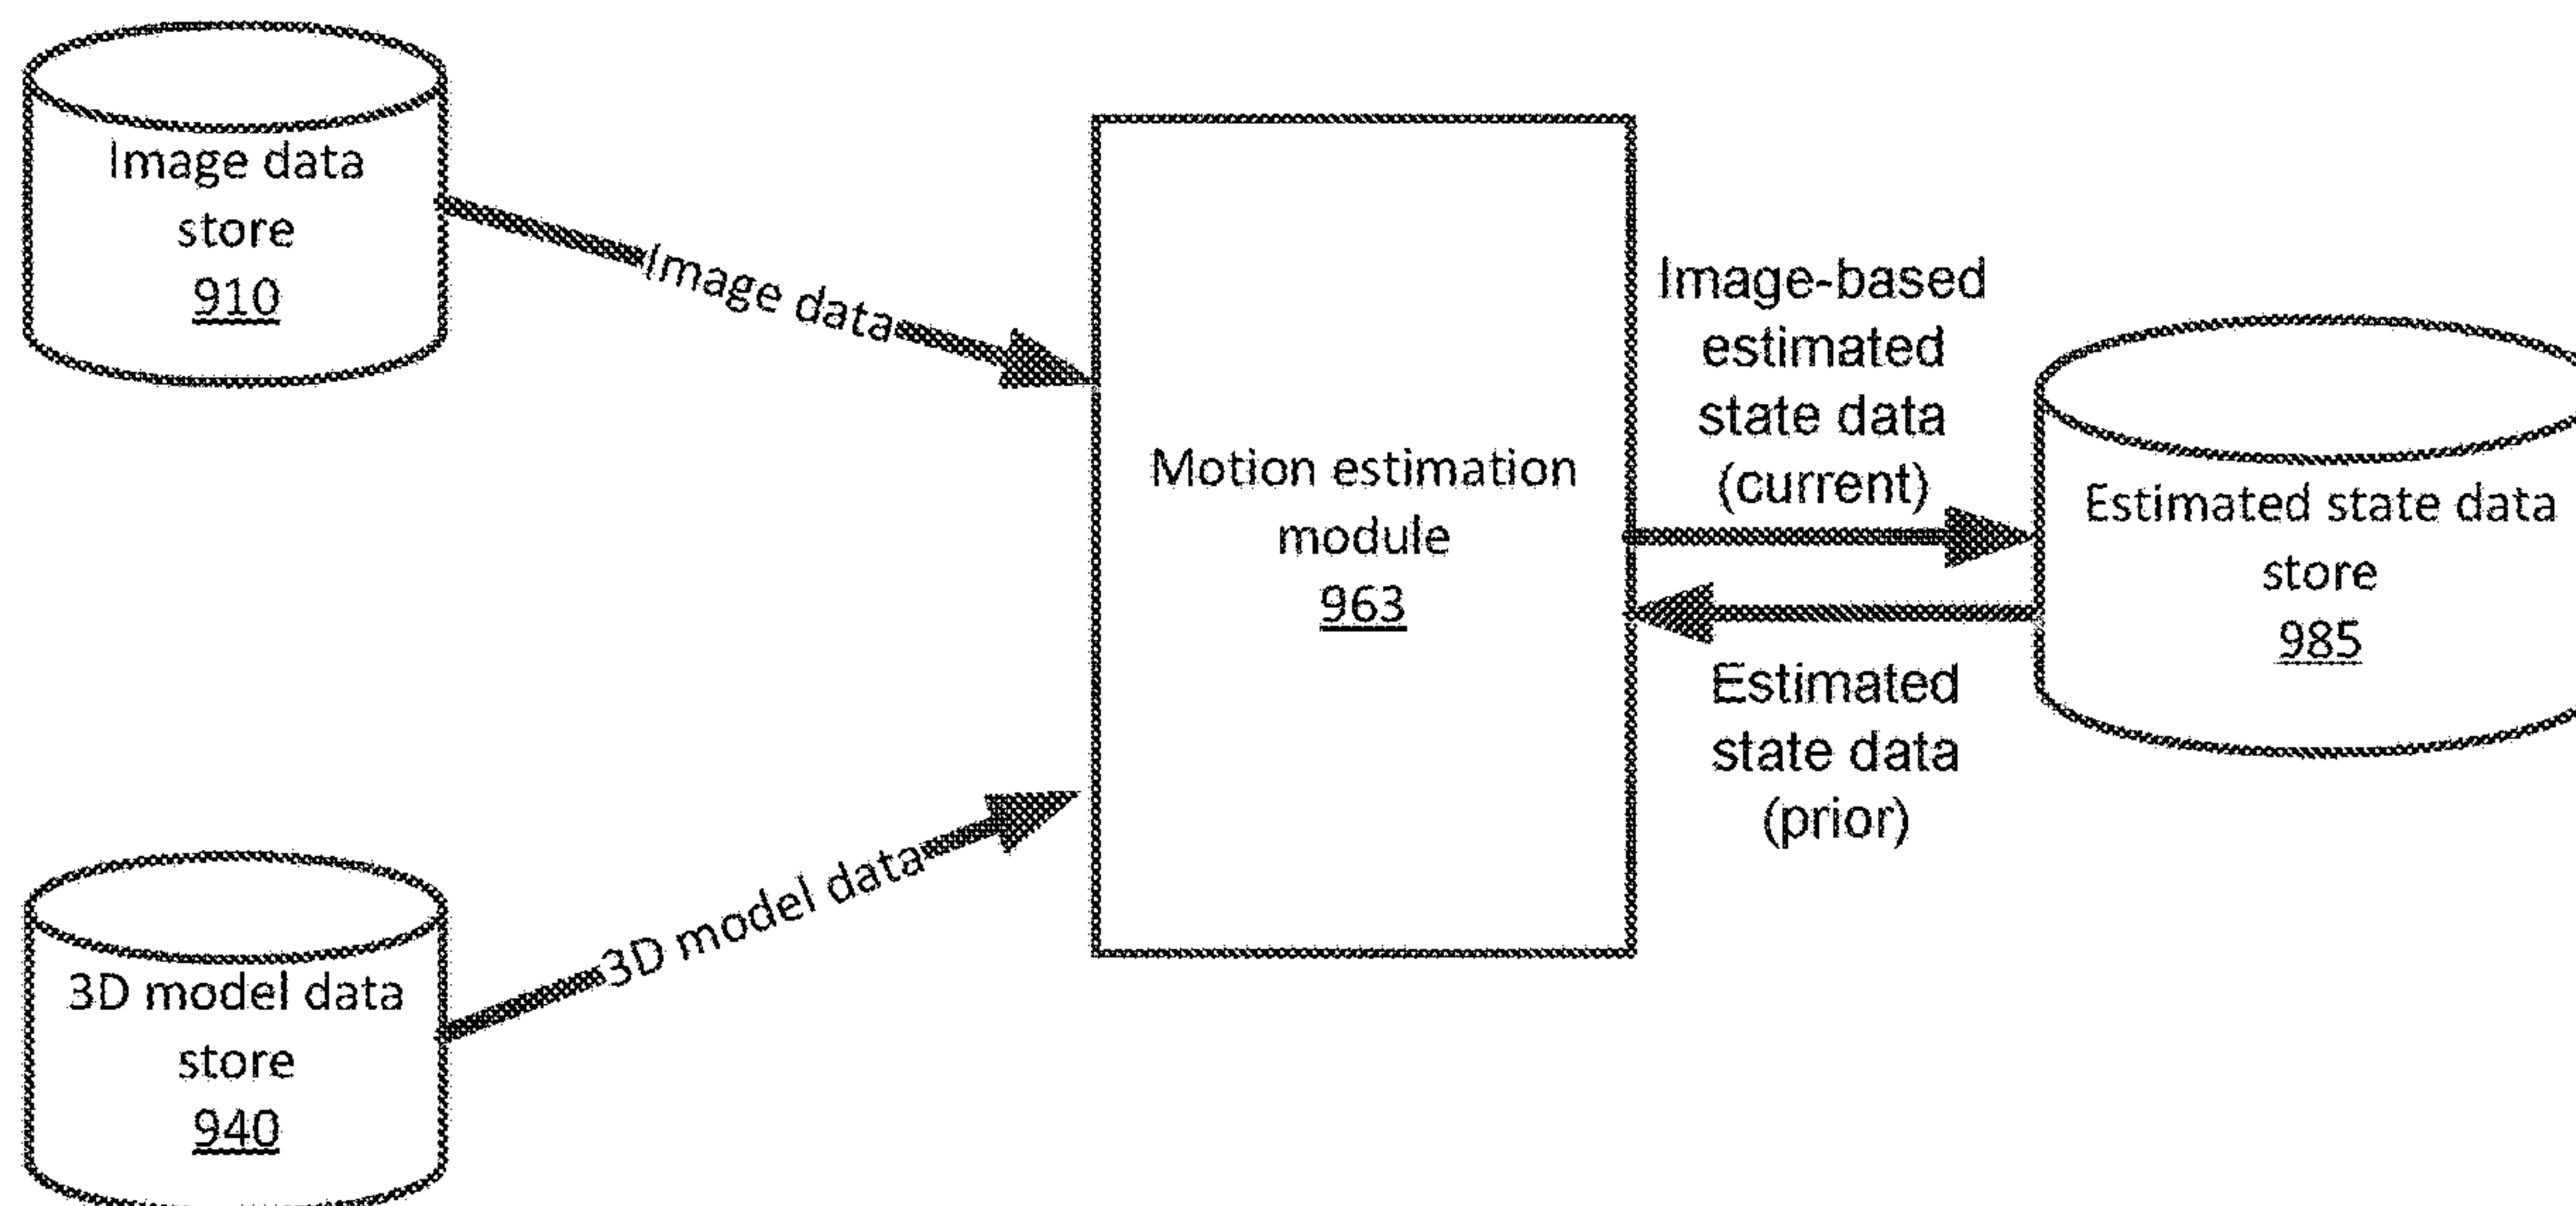 Image data
store
910
Image data
3D model data
store
940
3D model data
Motion estimation
module
963
Image-based
estimated
state data
(current)
Estimated
state data
(prior)
Estimated state data
store
985